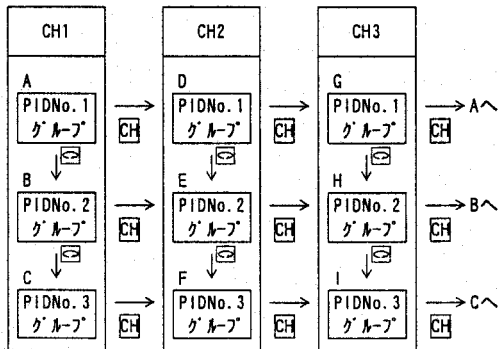 CH1 CH2 CH3
A D G
PIDNo.1 PIDNo.1 PIDNo.1 Aへ
グループ CH グループ CH グループ CH
B E H
PIDNo.2 PIDNo.2 PIDNo.2 Bへ
グループ CH グループ CH グループ CH
C F I
PIDNo.3 PIDNo.3 PIDNo.3 Cへ
グループ CH グループ CH グループ CH